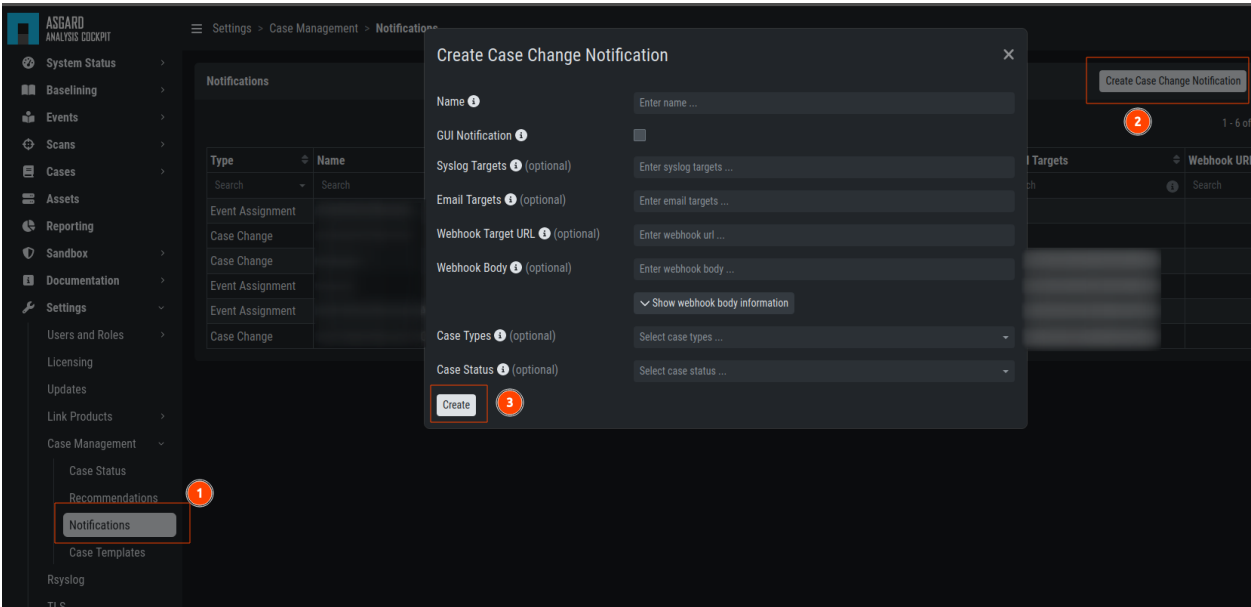 ASGARD
ANALYSIS COCKPIT
System Status
Baselining
Events
Scans
Cases
Assets
Reporting
Sandbox
Documentation
Settings
Users and Roles
Licensing
Updates
Link Products
Case Management
Case Status
Recommendations
Notifications
Case Templates
Rsyslog
TLS
1
Settings > Case Management > Notifications
Notifications
Create Case Change Notification
2
1 - 6 of
Type Name Targets Webhook URL
Search Search Search
Event Assignment
Case Change
Case Change
Event Assignment
Event Assignment
Case Change
Create Case Change Notification
Name Enter name ...
GUI Notification
Syslog Targets (optional) Enter syslog targets ...
Email Targets (optional) Enter email targets ...
Webhook Target URL (optional) Enter webhook url ...
Webhook Body (optional) Enter webhook body ...
Show webhook body information
Case Types (optional) Select case types ...
Case Status (optional) Select case status ...
Create
3